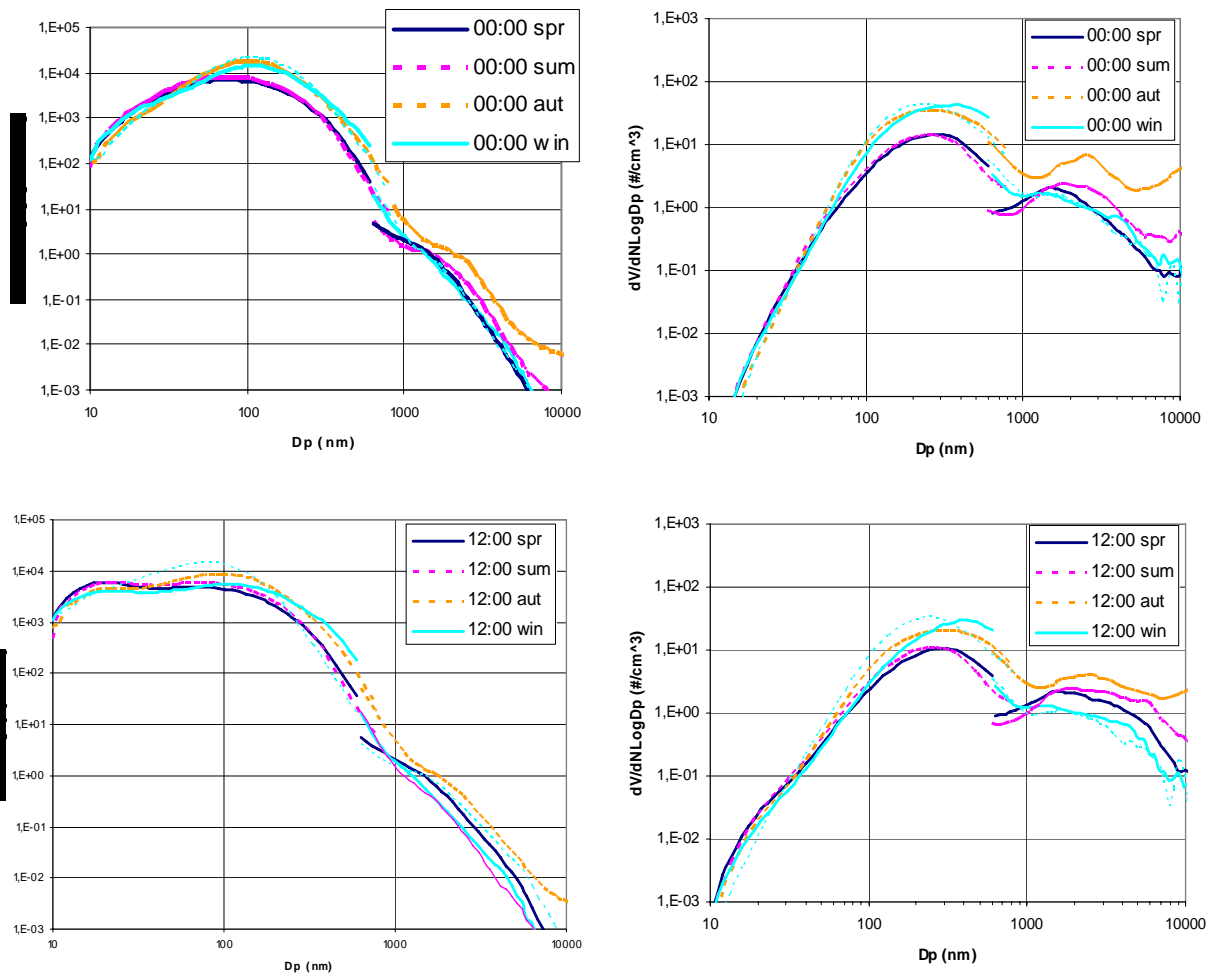 1,E+05
1,E+04
1,E+03
1,E+02
1,E+01
1,E+00
1,E-01
1,E-02
1,E-03
10
100
1000
10000
Dp (nm)
00:00 spr
00:00 sum
00:00 aut
00:00 win
1,E+03
1,E+02
1,E+01
1,E+00
1,E-01
1,E-02
1,E-03
10
100
1000
10000
Dp (nm)
dV/dNLogDp (#/cm^3)
00:00 spr
00:00 sum
00:00 aut
00:00 win
1,E+05
1,E+04
1,E+03
1,E+02
1,E+01
1,E+00
1,E-01
1,E-02
1,E-03
10
100
1000
10000
Dp (nm)
12:00 spr
12:00 sum
12:00 aut
12:00 win
1,E+03
1,E+02
1,E+01
1,E+00
1,E-01
1,E-02
1,E-03
10
100
1000
10000
Dp (nm)
dV/dNLogDp (#/cm^3)
12:00 spr
12:00 sum
12:00 aut
12:00 win